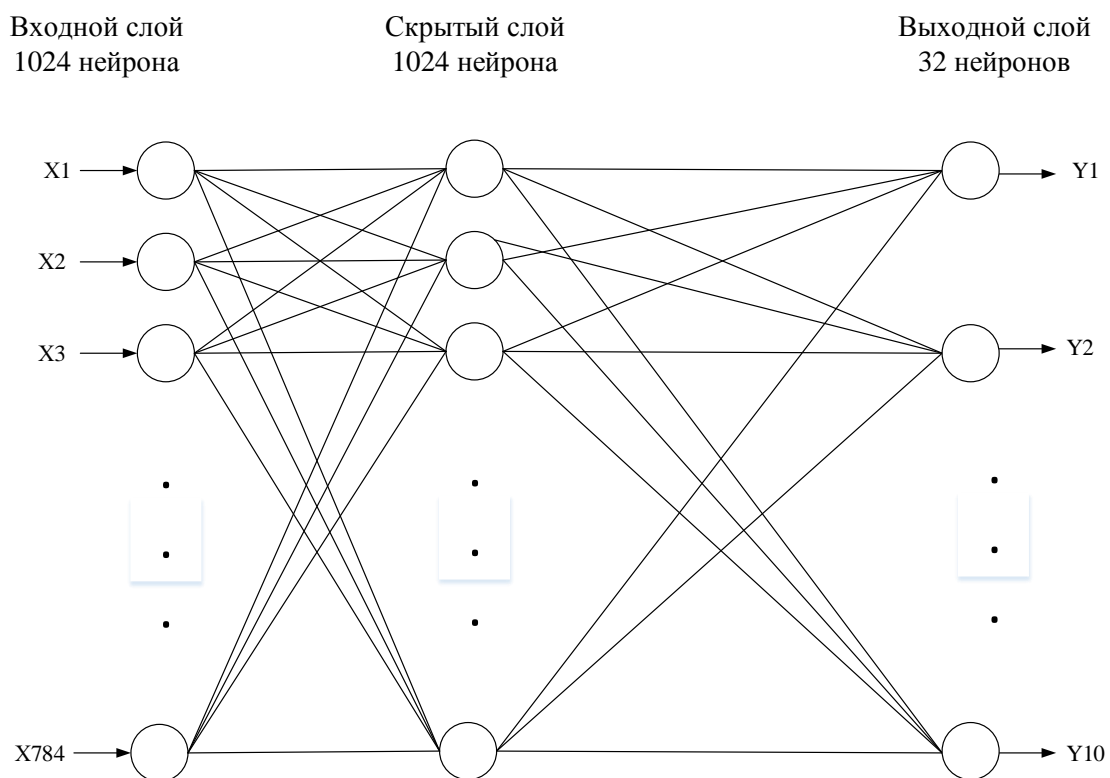 Входной слой
1024 нейрона
Скрытый слой
1024 нейрона
Выходной слой
32 нейронов
X1
Y1
X2
X3
Y2
X784
Y10